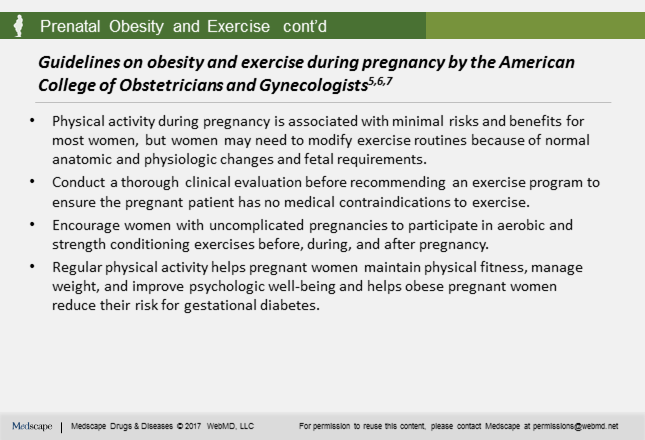 Prenatal Obesity and Exercise cont’d
Guidelines on obesity and exercise during pregnancy by the American
College of Obstetricians and Gynecologists5,6,7
• Physical activity during pregnancy is associated with minimal risks and benefits for
most women, but women may need to modify exercise routines because of normal
anatomic and physiologic changes and fetal requirements.
• Conduct a thorough clinical evaluation before recommending an exercise program to
ensure the pregnant patient has no medical contraindications to exercise.
• Encourage women with uncomplicated pregnancies to participate in aerobic and
strength conditioning exercises before, during, and after pregnancy.
• Regular physical activity helps pregnant women maintain physical fitness, manage
weight, and improve psychologic well-being and helps obese pregnant women
reduce their risk for gestational diabetes.
Medscape | Medscape Drugs & Diseases © 2017 WebMD, LLC For permission to reuse this content, please contact Medscape at permissions@webmd.net